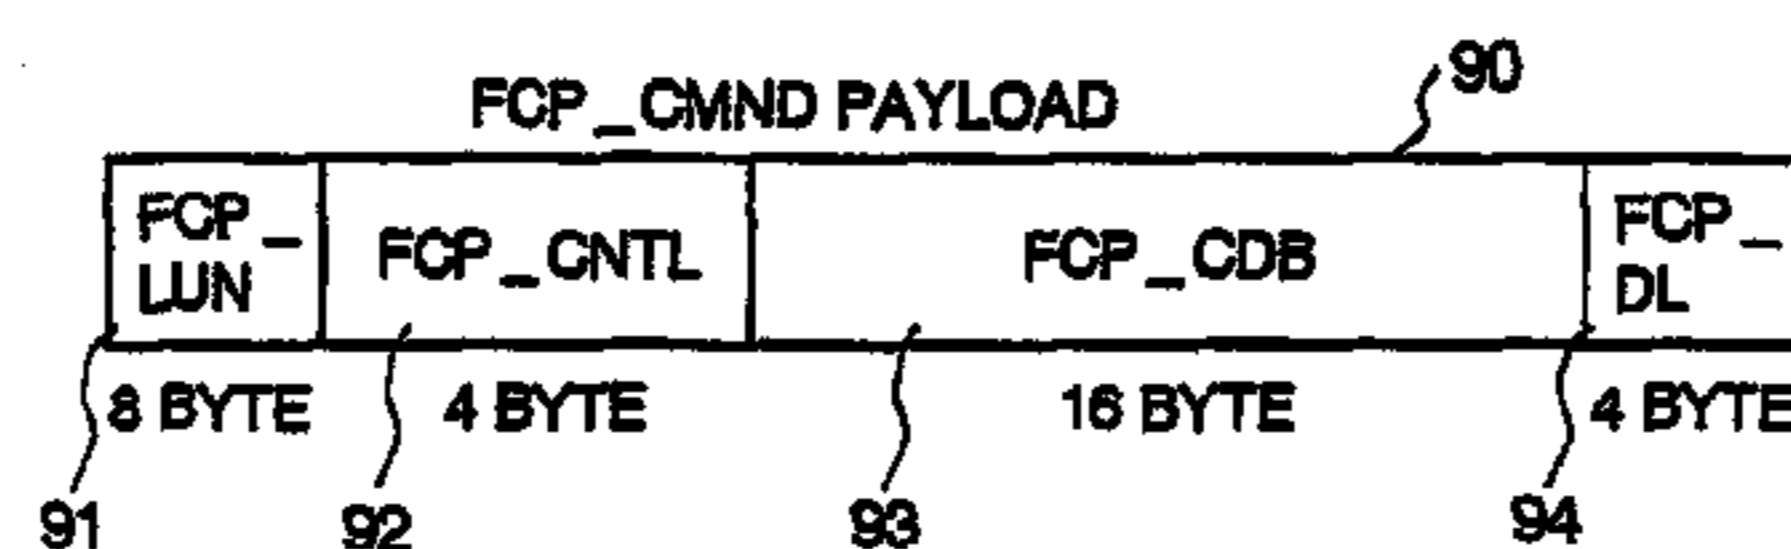 90
FCP_CMND PAYLOAD
FCP_
LUN
FCP_CNTL
FCP_CDB
FCP_
DL
8 BYTE
4 BYTE
16 BYTE
4 BYTE
91
92
93
94